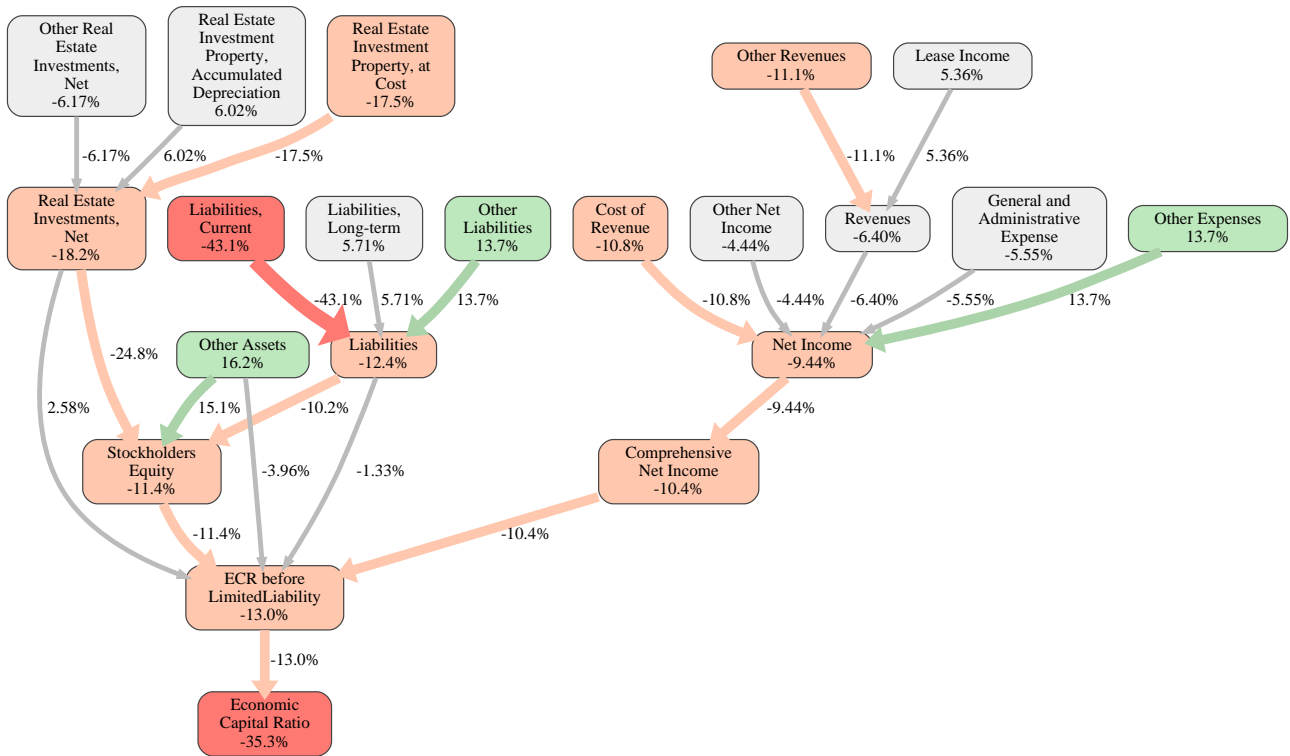 Other Real
Estate
Investments,
Net
-6.17%
Real Estate
Investment
Property,
Accumulated
Depreciation
6.02%
Real Estate
Investment
Property, at
Cost
-17.5%
Other Revenues
-11.1%
Lease Income
5.36%
-6.17%
6.02%
-17.5%
-11.1%
5.36%
Real Estate
Investments,
Net
-18.2%
Liabilities,
Current
-43.1%
Liabilities,
Long-term
5.71%
Other
Liabilities
13.7%
Cost of
Revenue
-10.8%
Other Net
Income
-4.44%
Revenues
-6.40%
General and
Administrative
Expense
-5.55%
Other Expenses
13.7%
-43.1%
5.71%
13.7%
-10.8%
-4.44%
-6.40%
-5.55%
13.7%
-24.8%
Other Assets
16.2%
Liabilities
-12.4%
Net Income
-9.44%
2.58%
15.1%
-10.2%
-9.44%
Stockholders
Equity
-11.4%
-3.96%
-1.33%
Comprehensive
Net Income
-10.4%
-11.4%
-10.4%
ECR before
LimitedLiability
-13.0%
-13.0%
Economic
Capital Ratio
-35.3%